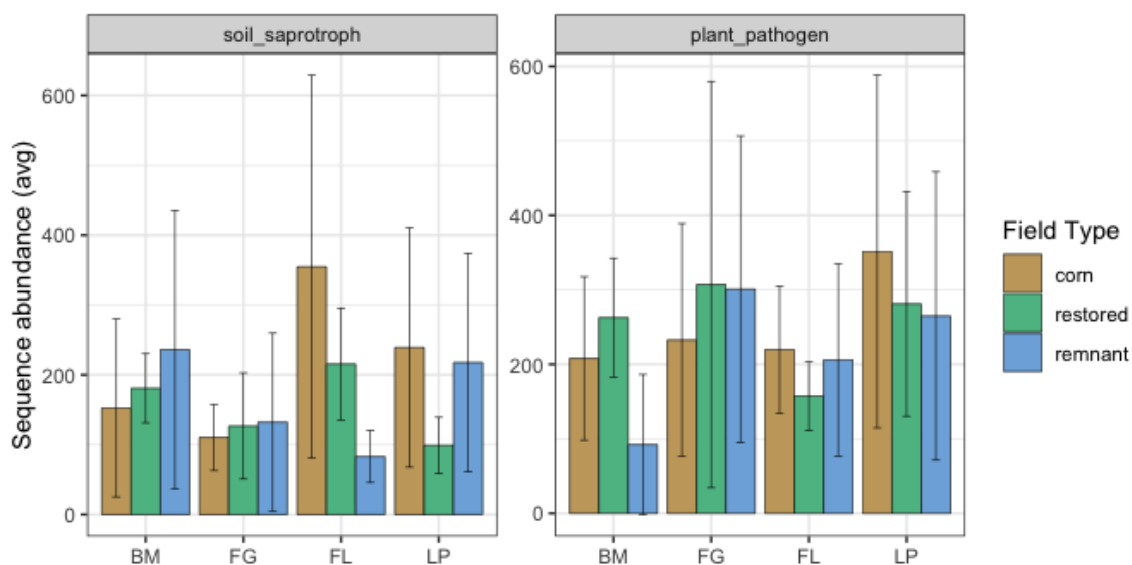 soil_saprotroph
plant_pathogen
Sequence abundance (avg)
600
400
200
0
600
400
200
0
BM FG FL LP
BM FG FL LP
Field Type
corn
restored
remnant